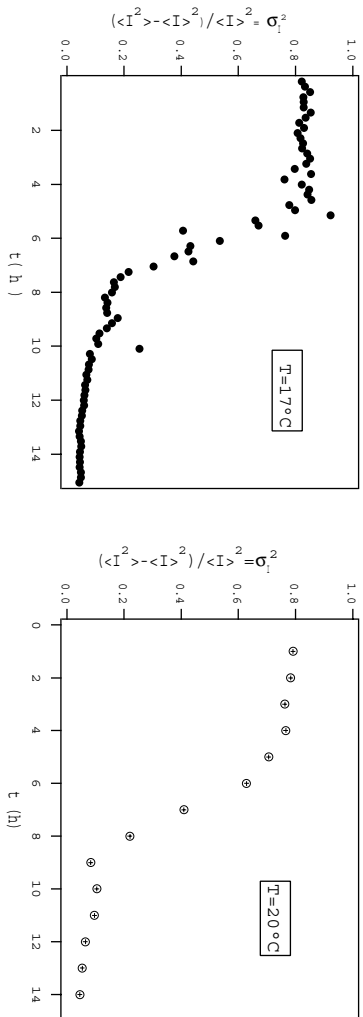 (<I²>-<I>²)/<I>² = σ_I²
0.0 0.2 0.4 0.6 0.8 1.0
2 4 6 8 10 12 14
t(h)
T=17°C
(<I²>-<I>²)/<I>² =σ_I²
0.0 0.2 0.4 0.6 0.8 1.0
0 2 4 6 8 10 12 14
t (h)
T=20°C